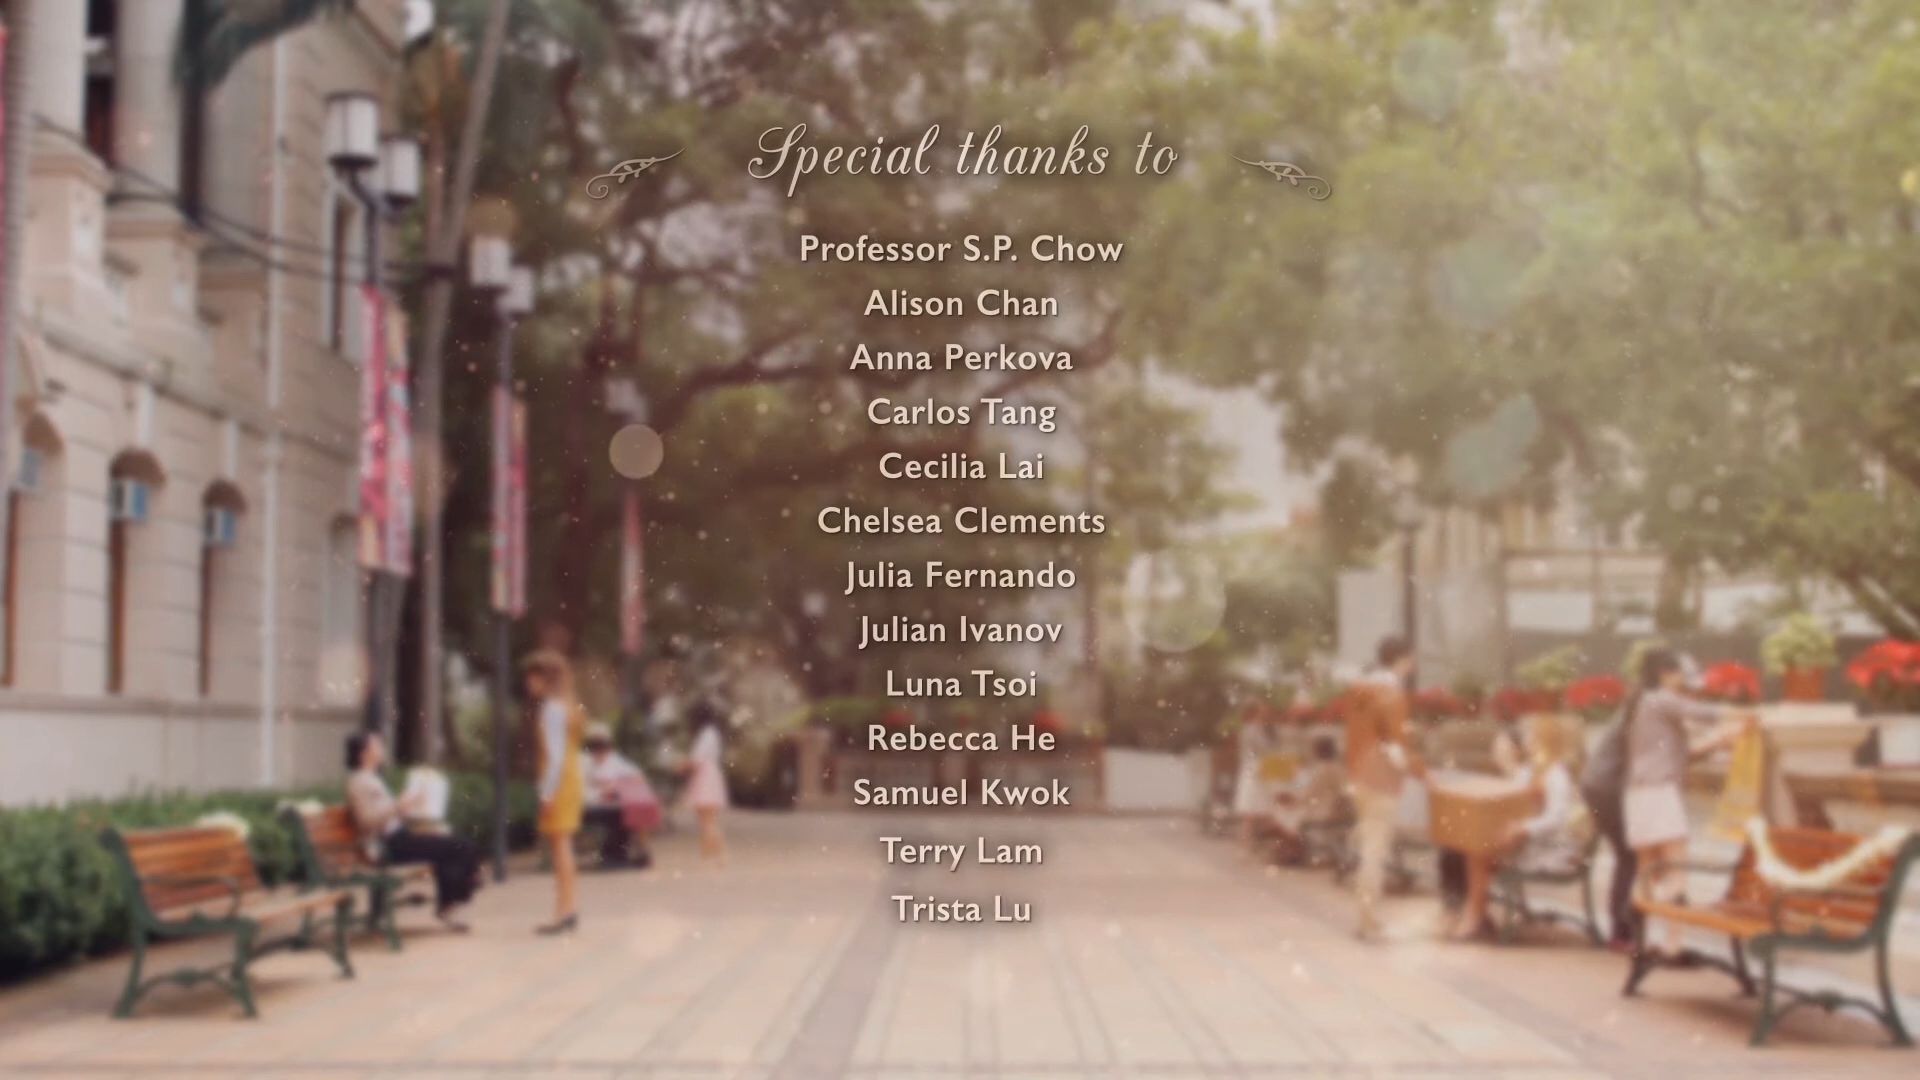 Special thanks to
Professor S.P. Chow
Alison Chan
Anna Perkova
Carlos Tang
Cecilia Lai
Chelsea Clements
Julia Fernando
Julian Ivanov
Luna Tsoi
Rebecca He
Samuel Kwok
Terry Lam
Trista Lu